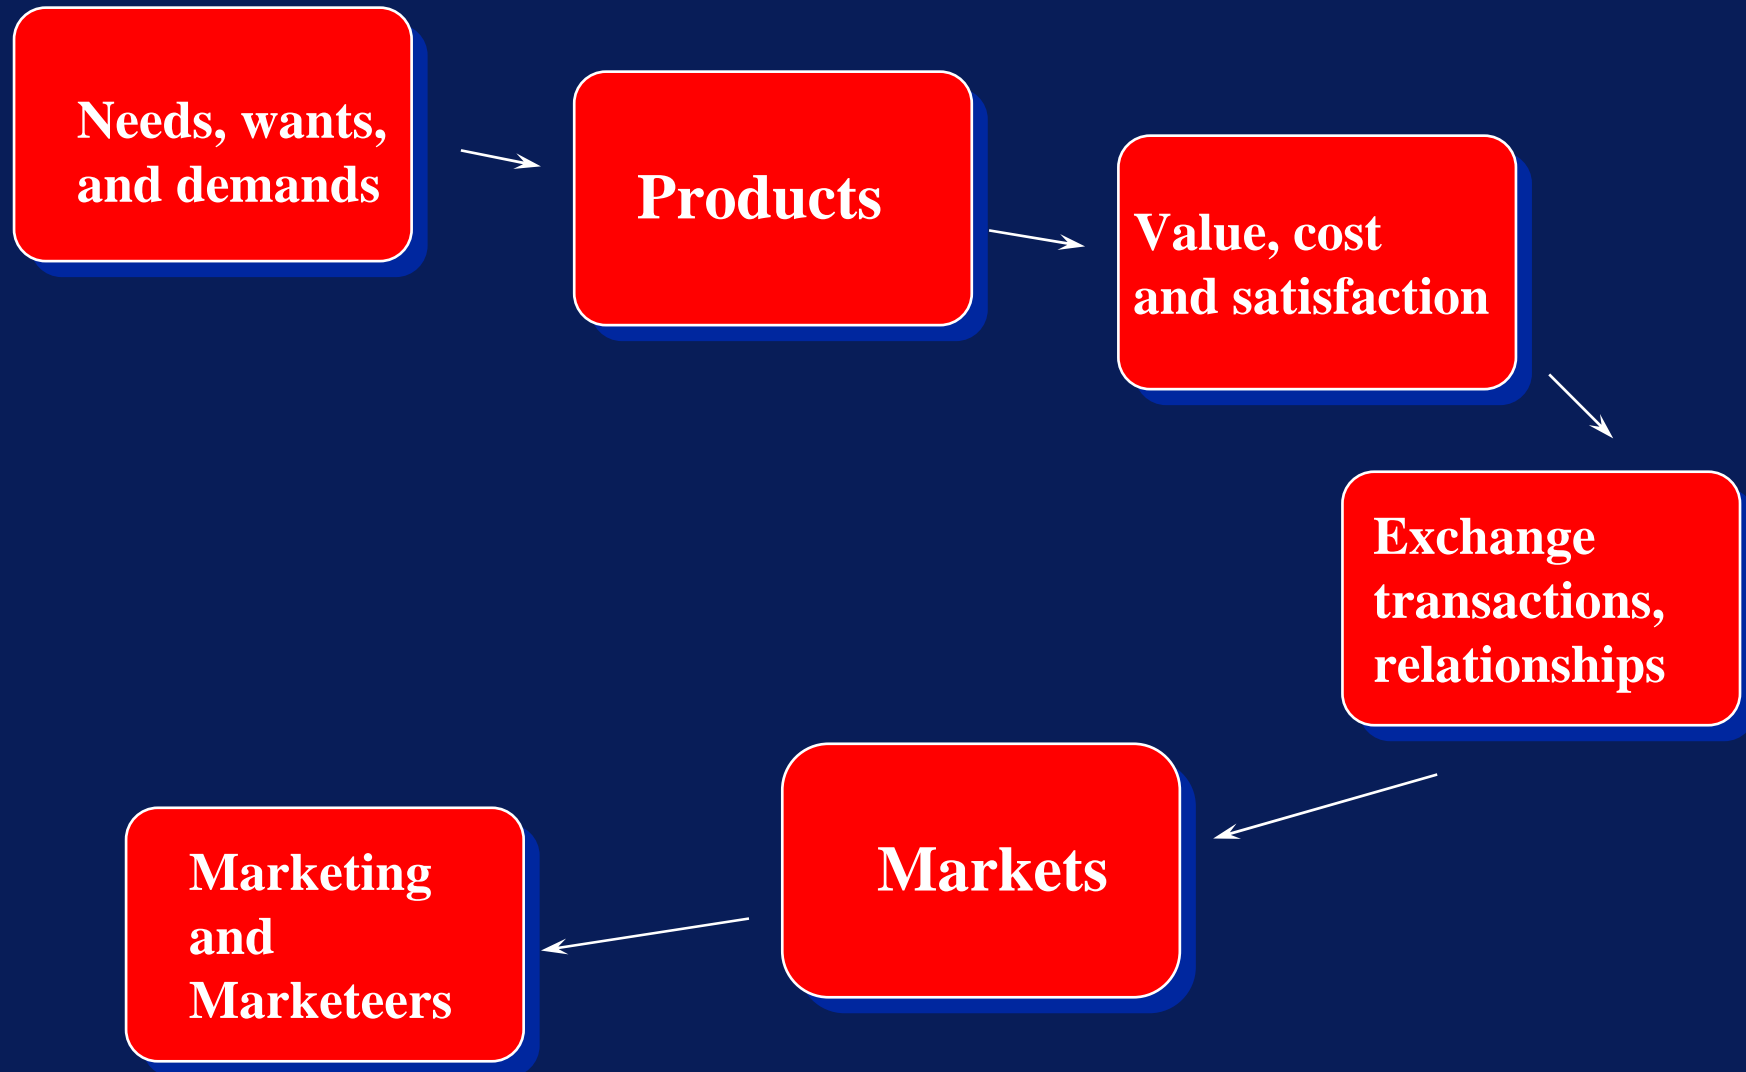 Needs, wants,
and demands
Products
Value, cost
and satisfaction
Exchange
transactions,
relationships
Markets
Marketing
and
Marketeers